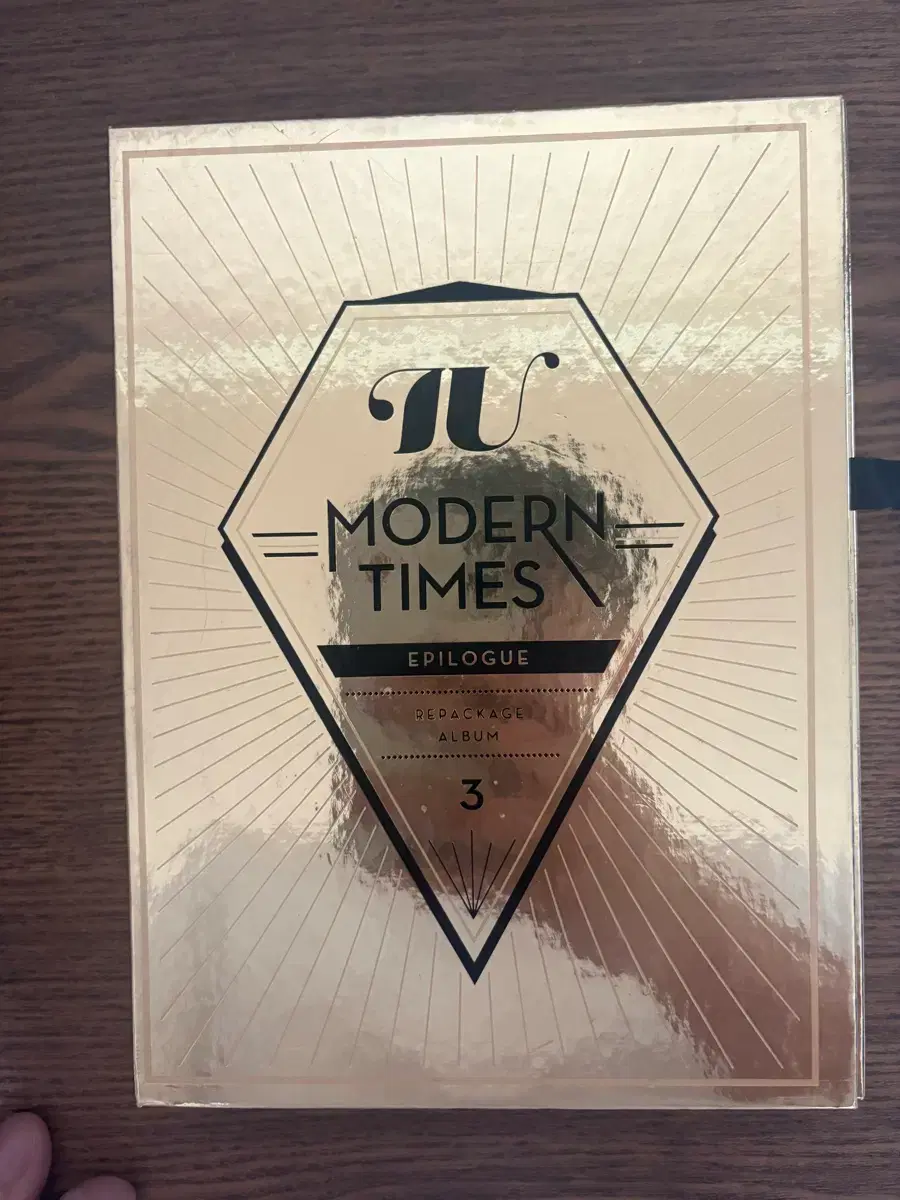 IU
MODERN
TIMES
EPILOGUE
REPACKAGE
ALBUM
3